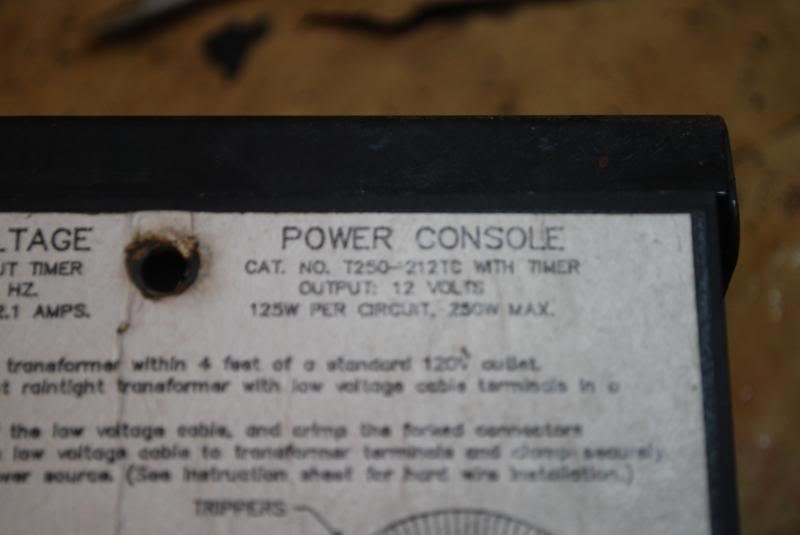 LTAGE POWER CONSOLE
UT TIMER CAT. NO. T250-212TC WITH TIMER
HZ. OUTPUT: 12 VOLTS
2.1 AMPS. 125W PER CIRCUIT, 250W MAX.
transformer within 4 feet of a standard 120V outlet.
t raintight transformer with low voltage cable terminals in a
the low voltage cable, and crimp the forked connectors
low voltage cable to transformer terminals and clamp securely.
wer source. (See instruction sheet for hard wire installation.)
TRIPPERS